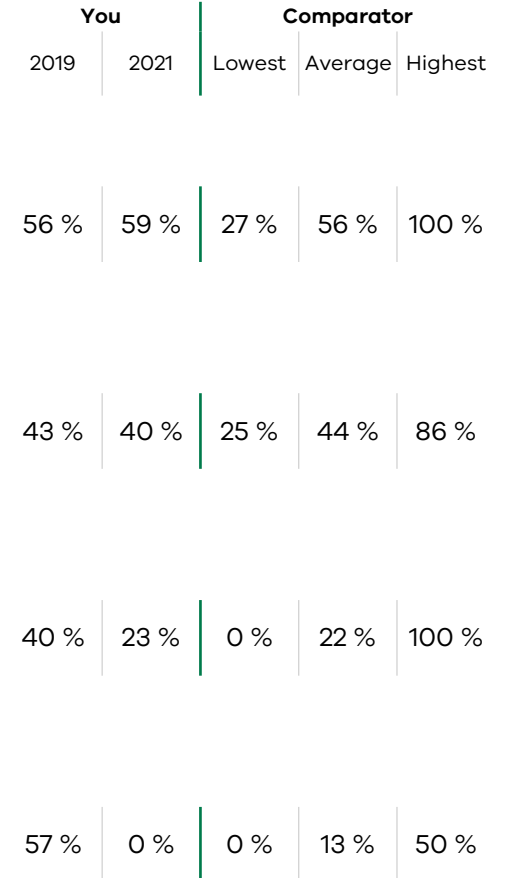 You Comparator
2019 2021 Lowest Average Highest
56 % 59 % 27 % 56 % 100 %
43 % 40 % 25 % 44 % 86 %
40 % 23 % 0 % 22 % 100 %
57 % 0 % 0 % 13 % 50 %